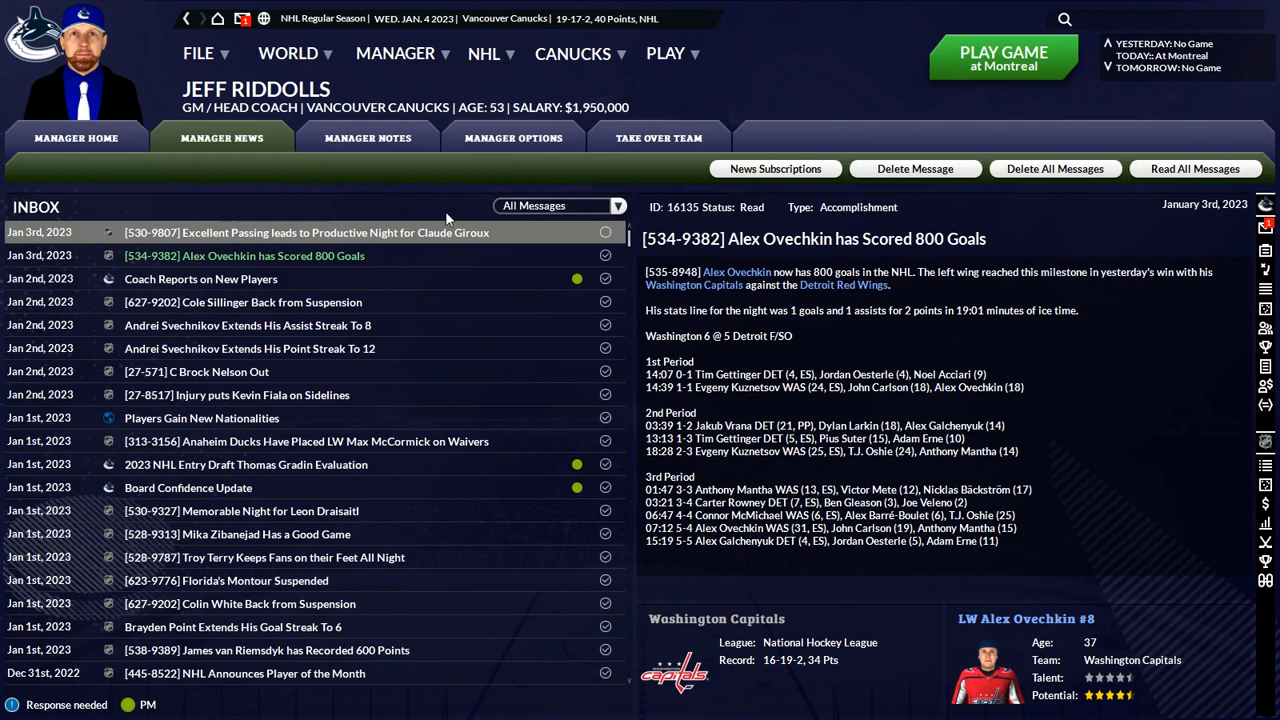 NHL Regular Season | WED. JAN. 4 2023 | Vancouver Canucks | 19-17-2, 40 Points, NHL
FILE WORLD MANAGER NHL CANUCKS PLAY
PLAY GAME
at Montreal
YESTERDAY: No Game
TODAY:: At Montreal
TOMORROW: No Game
JEFF RIDDOLLS
GM / HEAD COACH | VANCOUVER CANUCKS | AGE: 53 | SALARY: $1,950,000
MANAGER HOME MANAGER NEWS MANAGER NOTES MANAGER OPTIONS TAKE OVER TEAM
News Subscriptions Delete Message Delete All Messages Read All Messages
INBOX All Messages
Jan 3rd, 2023 [530-9807] Excellent Passing leads to Productive Night for Claude Giroux
Jan 3rd, 2023 [534-9382] Alex Ovechkin has Scored 800 Goals
Jan 2nd, 2023 Coach Reports on New Players
Jan 2nd, 2023 [627-9202] Cole Sillinger Back from Suspension
Jan 2nd, 2023 Andrei Svechnikov Extends His Assist Streak To 8
Jan 2nd, 2023 Andrei Svechnikov Extends His Point Streak To 12
Jan 2nd, 2023 [27-571] C Brock Nelson Out
Jan 2nd, 2023 [27-8517] Injury puts Kevin Fiala on Sidelines
Jan 1st, 2023 Players Gain New Nationalities
Jan 1st, 2023 [313-3156] Anaheim Ducks Have Placed LW Max McCormick on Waivers
Jan 1st, 2023 2023 NHL Entry Draft Thomas Gradin Evaluation
Jan 1st, 2023 Board Confidence Update
Jan 1st, 2023 [530-9327] Memorable Night for Leon Draisaitl
Jan 1st, 2023 [528-9313] Mika Zibanejad Has a Good Game
Jan 1st, 2023 [528-9787] Troy Terry Keeps Fans on their Feet All Night
Jan 1st, 2023 [623-9776] Florida's Montour Suspended
Jan 1st, 2023 [627-9202] Colin White Back from Suspension
Jan 1st, 2023 Brayden Point Extends His Goal Streak To 6
Jan 1st, 2023 [538-9389] James van Riemsdyk has Recorded 600 Points
Dec 31st, 2022 [445-8522] NHL Announces Player of the Month
Response needed PM
ID: 16135 Status: Read Type: Accomplishment January 3rd, 2023
[534-9382] Alex Ovechkin has Scored 800 Goals
[535-8948] Alex Ovechkin now has 800 goals in the NHL. The left wing reached this milestone in yesterday's win with his
Washington Capitals against the Detroit Red Wings.
His stats line for the night was 1 goals and 1 assists for 2 points in 19:01 minutes of ice time.
Washington 6 @ 5 Detroit F/SO
1st Period
14:07 0-1 Tim Gettinger DET (4, ES), Jordan Oesterle (4), Noel Acciari (9)
14:39 1-1 Evgeny Kuznetsov WAS (24, ES), John Carlson (18), Alex Ovechkin (18)
2nd Period
03:39 1-2 Jakub Vrana DET (21, PP), Dylan Larkin (18), Alex Galchenyuk (14)
13:13 1-3 Tim Gettinger DET (5, ES), Pius Suter (15), Adam Erne (10)
18:28 2-3 Evgeny Kuznetsov WAS (25, ES), T.J. Oshie (24), Anthony Mantha (14)
3rd Period
01:47 3-3 Anthony Mantha WAS (13, ES), Victor Mete (12), Nicklas Bäckström (17)
03:21 3-4 Carter Rowney DET (7, ES), Ben Gleason (3), Joe Veleno (2)
06:47 4-4 Connor McMichael WAS (6, ES), Alex Barré-Boulet (6), T.J. Oshie (25)
07:12 5-4 Alex Ovechkin WAS (31, ES), John Carlson (19), Anthony Mantha (15)
15:19 5-5 Alex Galchenyuk DET (4, ES), Jordan Oesterle (5), Adam Erne (11)
Washington Capitals
League: National Hockey League
Record: 16-19-2, 34 Pts
capitals
LW Alex Ovechkin #8
Age: 37
Team: Washington Capitals
Talent:
Potential: